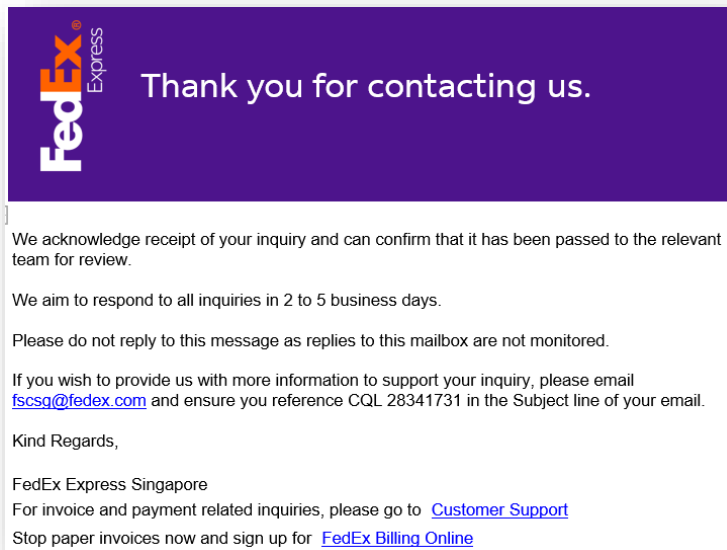 FedEx®
Express
Thank you for contacting us.
We acknowledge receipt of your inquiry and can confirm that it has been passed to the relevant
team for review.
We aim to respond to all inquiries in 2 to 5 business days.
Please do not reply to this message as replies to this mailbox are not monitored.
If you wish to provide us with more information to support your inquiry, please email
fscsg@fedex.com and ensure you reference CQL 28341731 in the Subject line of your email.
Kind Regards,
FedEx Express Singapore
For invoice and payment related inquiries, please go to Customer Support
Stop paper invoices now and sign up for FedEx Billing Online